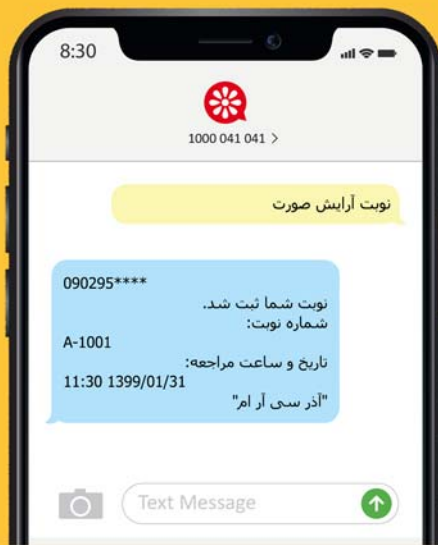 8:30
1000 041 041 >
نوبت آرایش صورت
090295****
نوبت شما ثبت شد.
شماره نوبت:
A-1001
تاریخ و ساعت مراجعه:
11:30 1399/01/31
"آذر سی آر ام"
Text Message